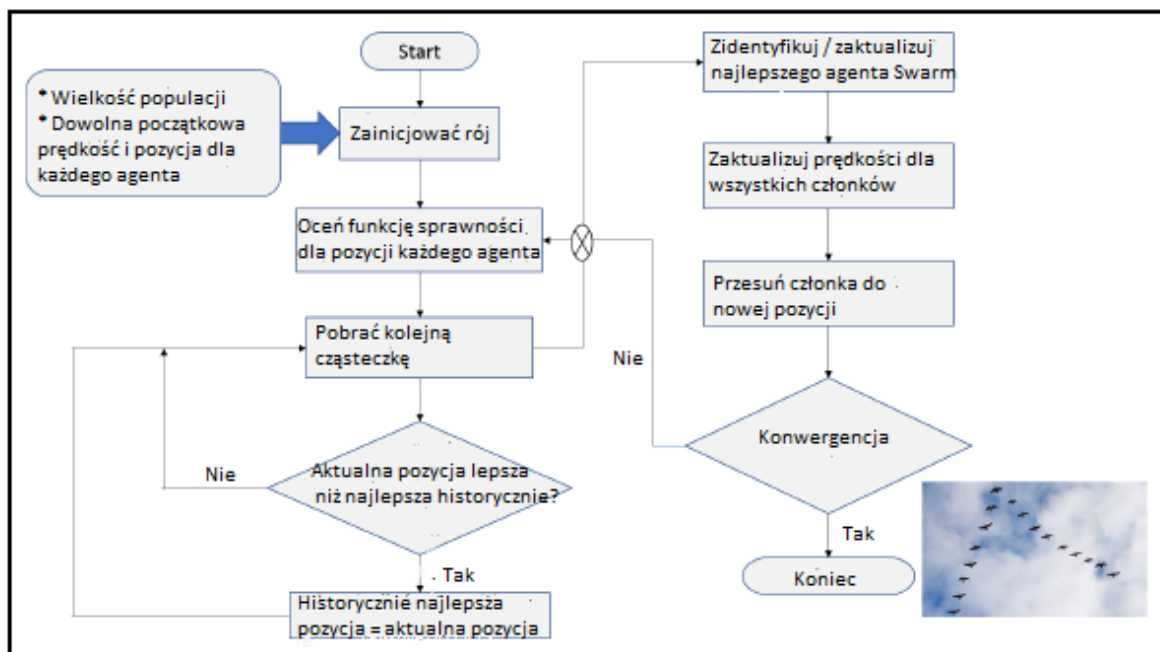 Start
* Wielkość populacji
* Dowolna początkowa
prędkość i pozycja dla
każdego agenta
Zainicjować rój
Oceń funkcję sprawności
dla pozycji każdego agenta
Pobrać kolejną
cząsteczkę
Nie
Aktualna pozycja lepsza
niż najlepsza historycznie?
Tak
Historycznié najlepsza
pozycja = aktualna pozycja
Zidentyfikuj / zaktualizuj
najlepszego agenta Swarm
Zaktualizuj prędkości dla
wszystkich członków
Przesuń członka do
nowej pozycji
Nie
Konwergencja
Tak
Koniec